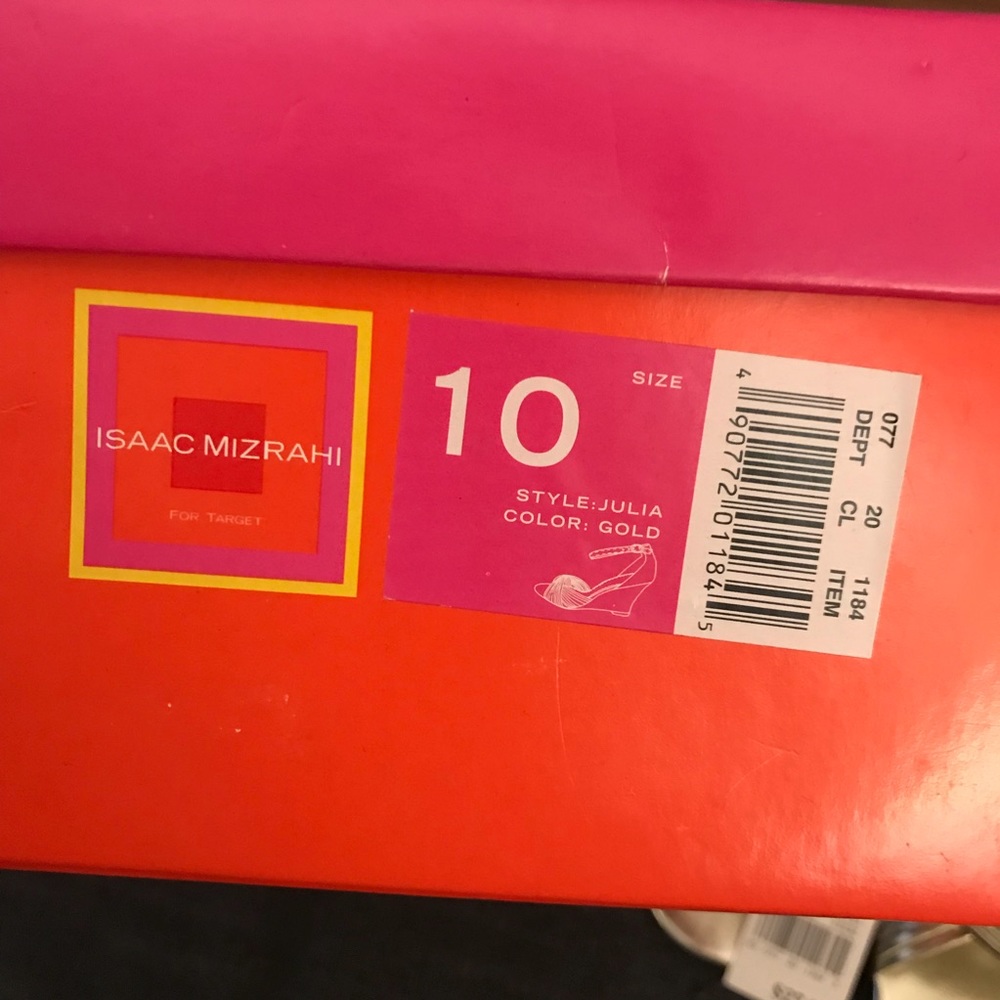 ISAAC MIZRAHI
FOR TARGET
10
SIZE
STYLE:JULIA
COLOR: GOLD
4 90772 01184 5
077 20 1184
DEPT CL ITEM